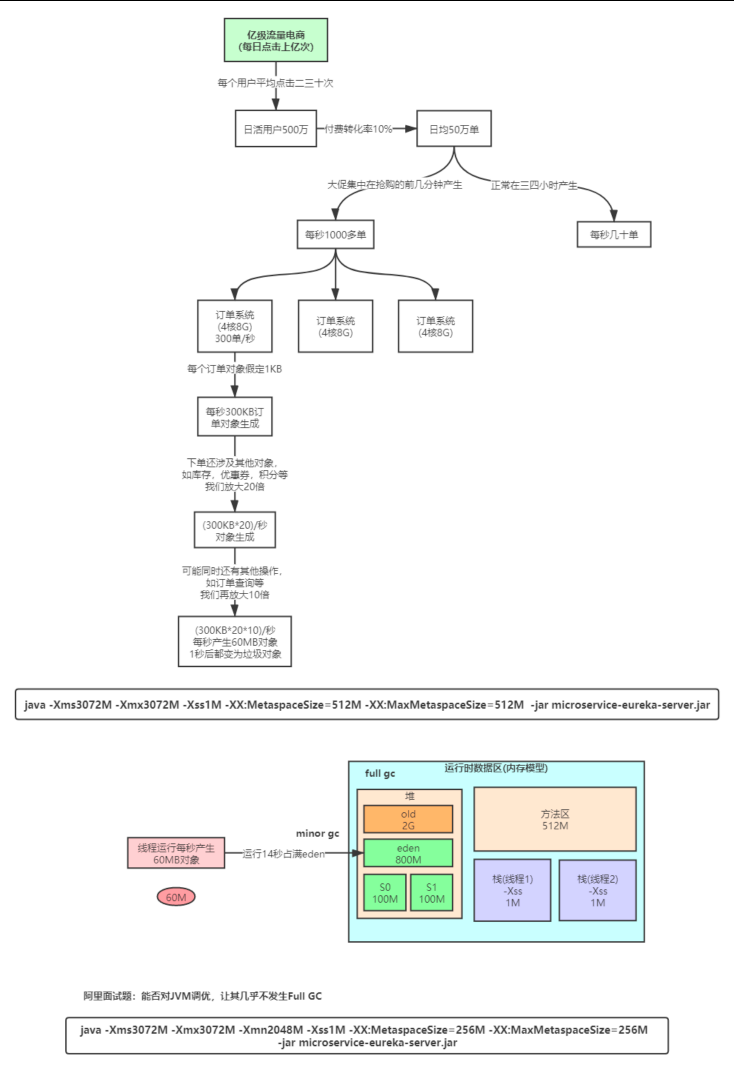 亿级流量电商
(每日点击上亿次)
每个用户平均点击二三十次
日活用户500万
付费转化率10%
日均50万单
大促集中在抢购的前几分钟产生
正常在三四小时产生
每秒1000多单
每秒几十单
订单系统
(4核8G)
300单/秒
订单系统
(4核8G)
订单系统
(4核8G)
每个订单对象假定1KB
每秒300KB订
单对象生成
下单还涉及其他对象，
如库存，优惠券，积分等
我们放大20倍
(300KB*20)/秒
对象生成
可能同时还有其他操作，
如订单查询等
我们再放大10倍
(300KB*20*10)/秒
每秒产生60MB对象
1秒后都变为垃圾对象
java -Xms3072M -Xmx3072M -Xss1M -XX:MetaspaceSize=512M -XX:MaxMetaspaceSize=512M -jar microservice-eureka-server.jar
运行时数据区(内存模型)
full gc
堆
old
2G
方法区
512M
minor gc
线程运行每秒产生
60MB对象
运行14秒占满eden
eden
800M
60M
S0
100M
S1
100M
栈(线程1)
-Xss
1M
栈(线程2)
-Xss
1M
阿里面试题：能否对JVM调优，让其几乎不发生Full GC
java -Xms3072M -Xmx3072M -Xmn2048M -Xss1M -XX:MetaspaceSize=256M -XX:MaxMetaspaceSize=256M
-jar microservice-eureka-server.jar